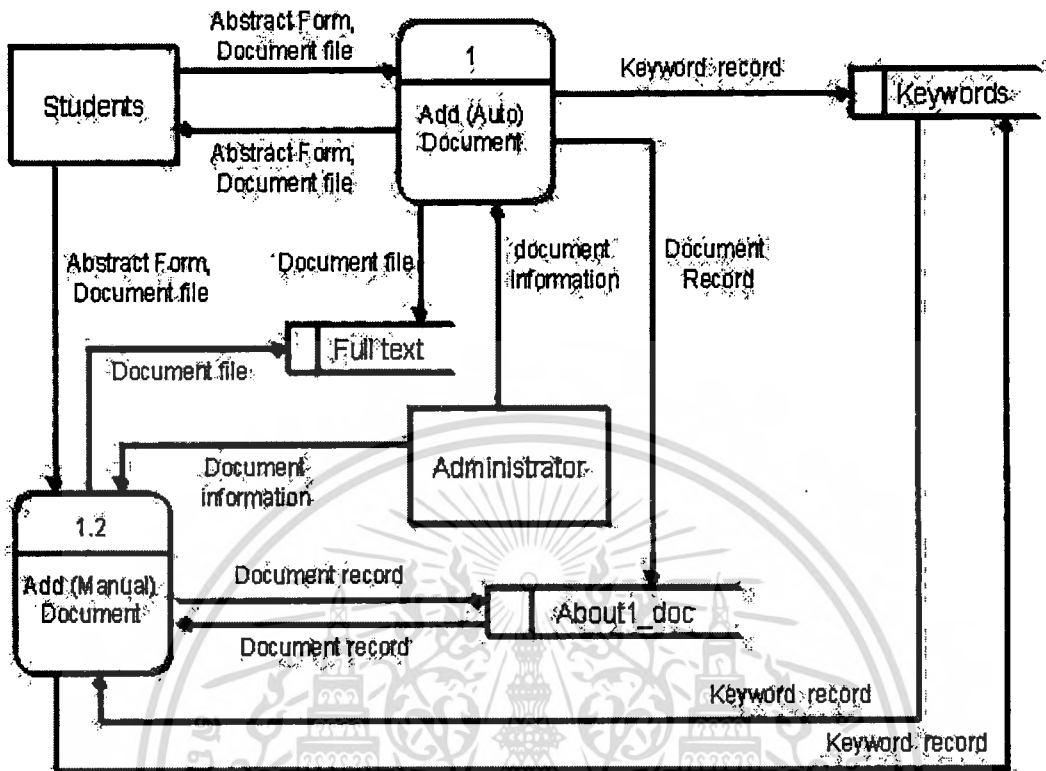 Abstract Form,
Document file
1
Keyword record
Students
Add (Auto)
Document
Keywords
Abstract Form,
Document file
Abstract Form,
Document file
Document file
document
Information
Document
Record
Full text
Document file
Document
information
Administrator
1.2
Add (Manual)
Document
Document record
About1_doc
Document record
Keyword record
Keyword record